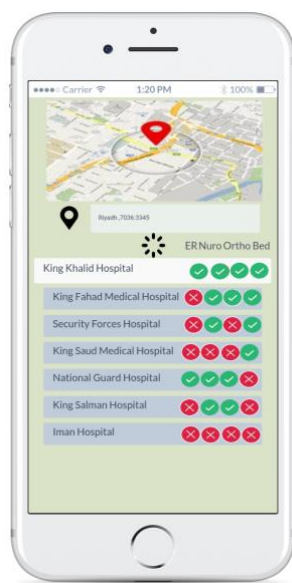 Carrier 1:20 PM 100%
Riyadh ,7036:3345
ER Nuro Ortho Bed
King Khalid Hospital
King Fahad Medical Hospital
Security Forces Hospital
King Saud Medical Hospital
National Guard Hospital
King Salman Hospital
Iman Hospital